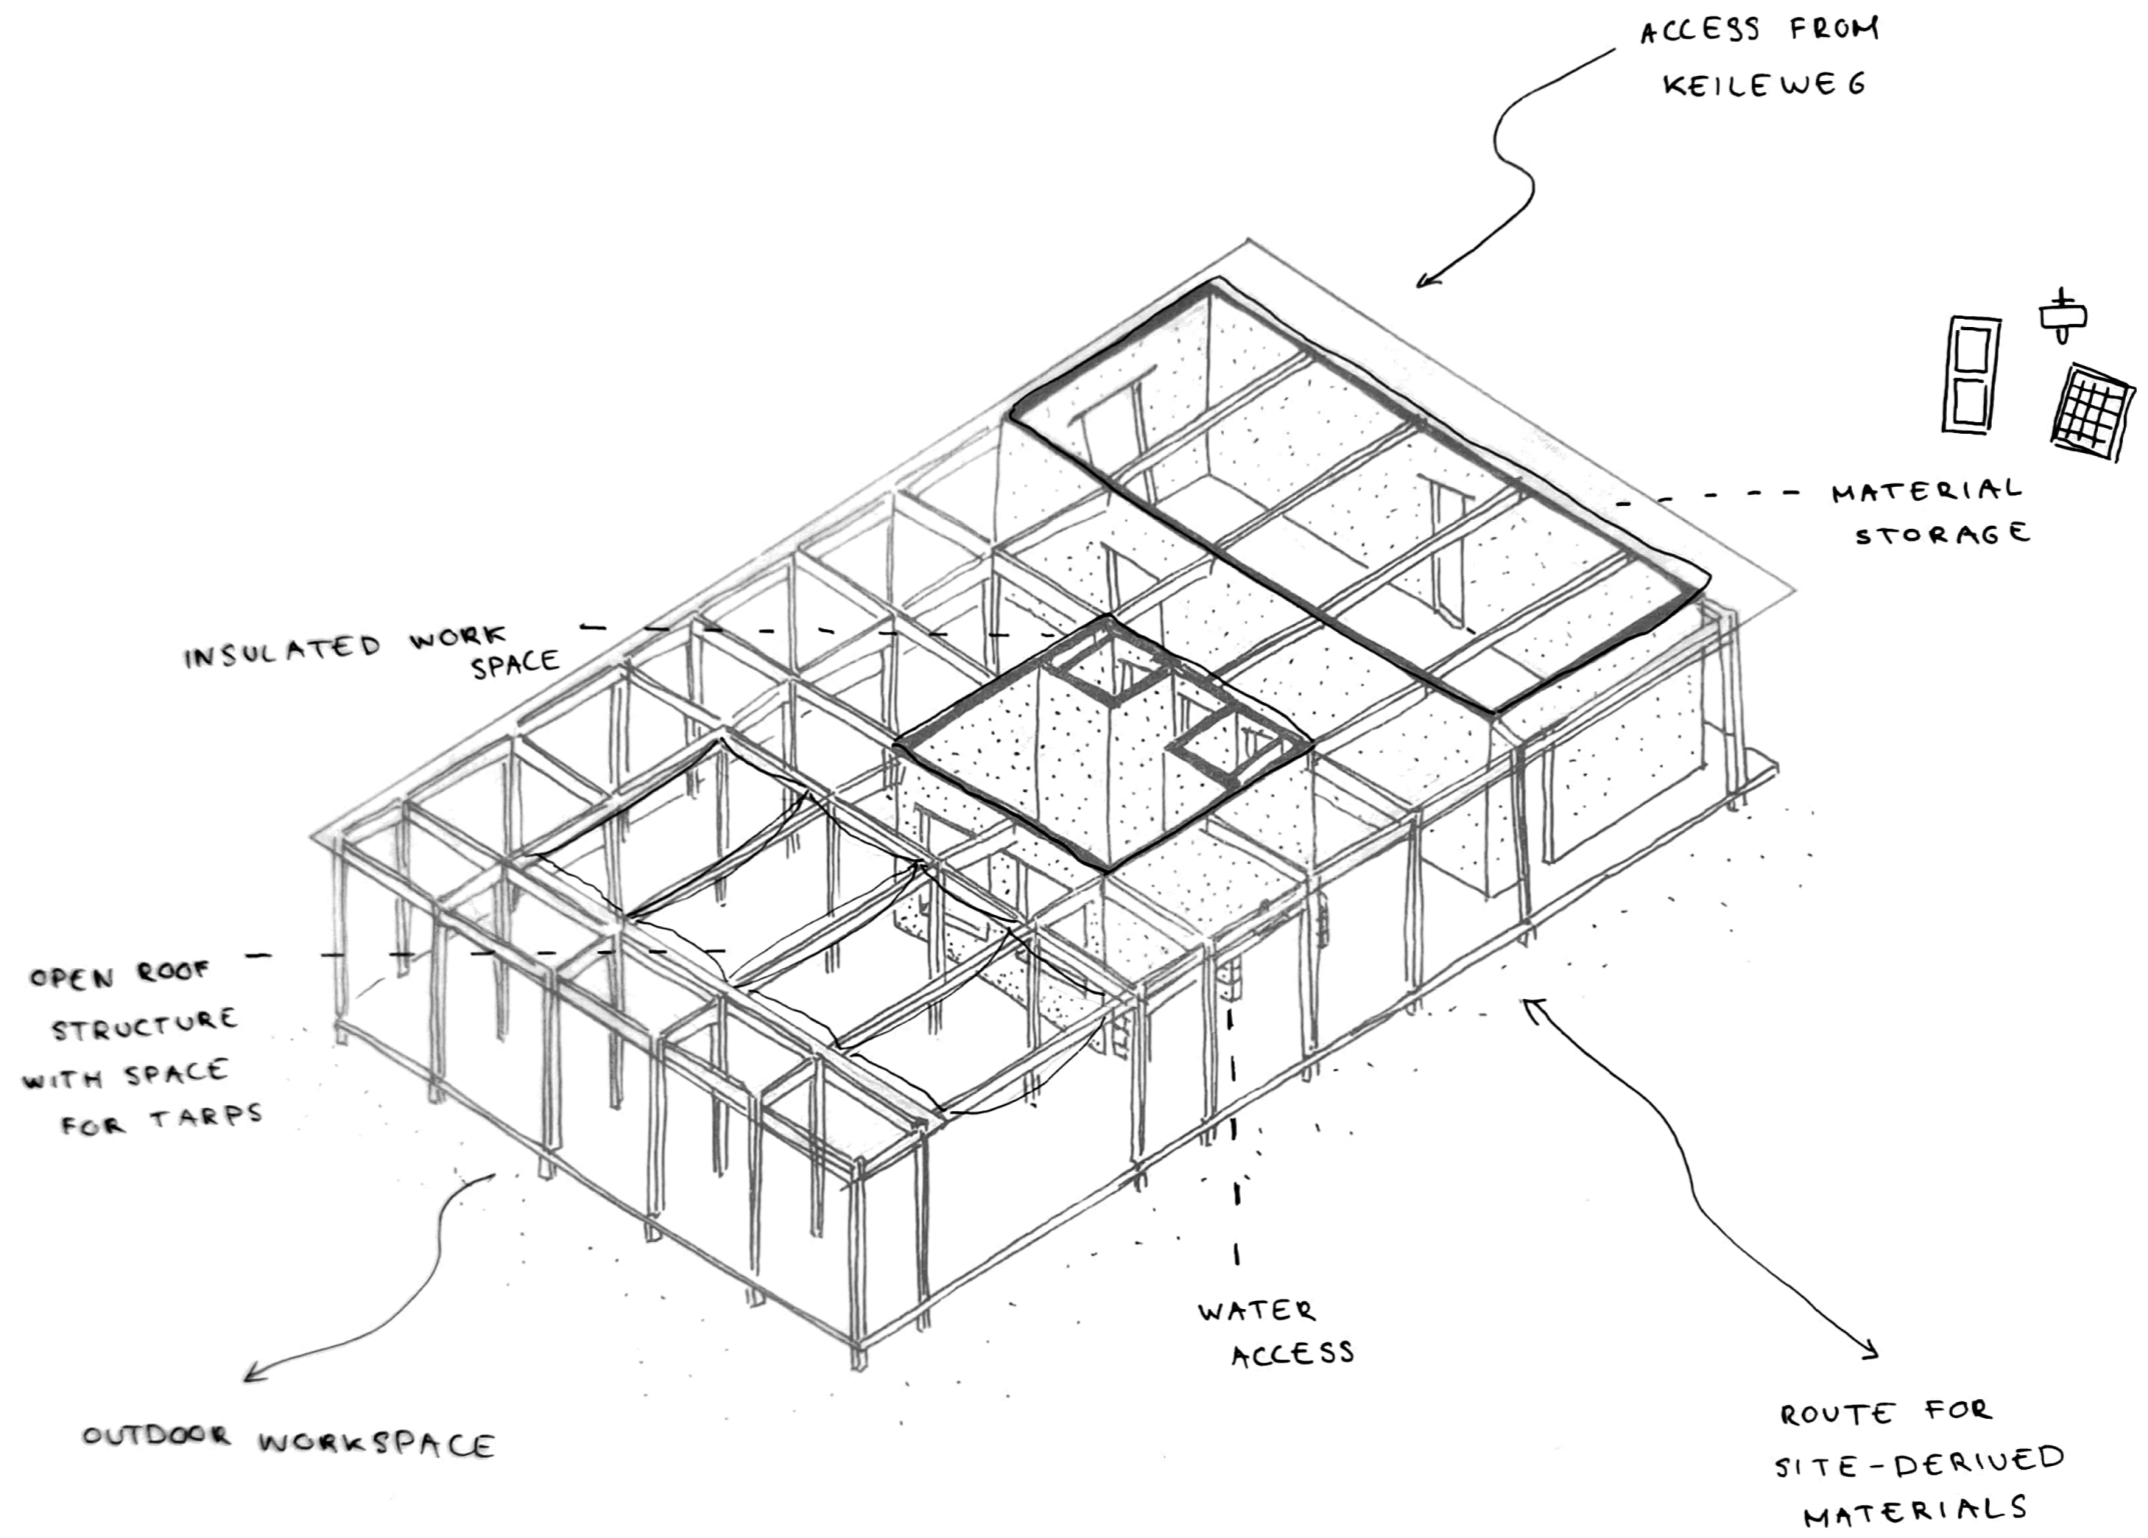 ACCESS FROM
KEILEWEG
MATERIAL
STORAGE
INSULATED WORK
SPACE
OPEN ROOF
STRUCTURE
WITH SPACE
FOR TARPS
WATER
ACCESS
OUTDOOR WORKSPACE
ROUTE FOR
SITE-DERIVED
MATERIALS